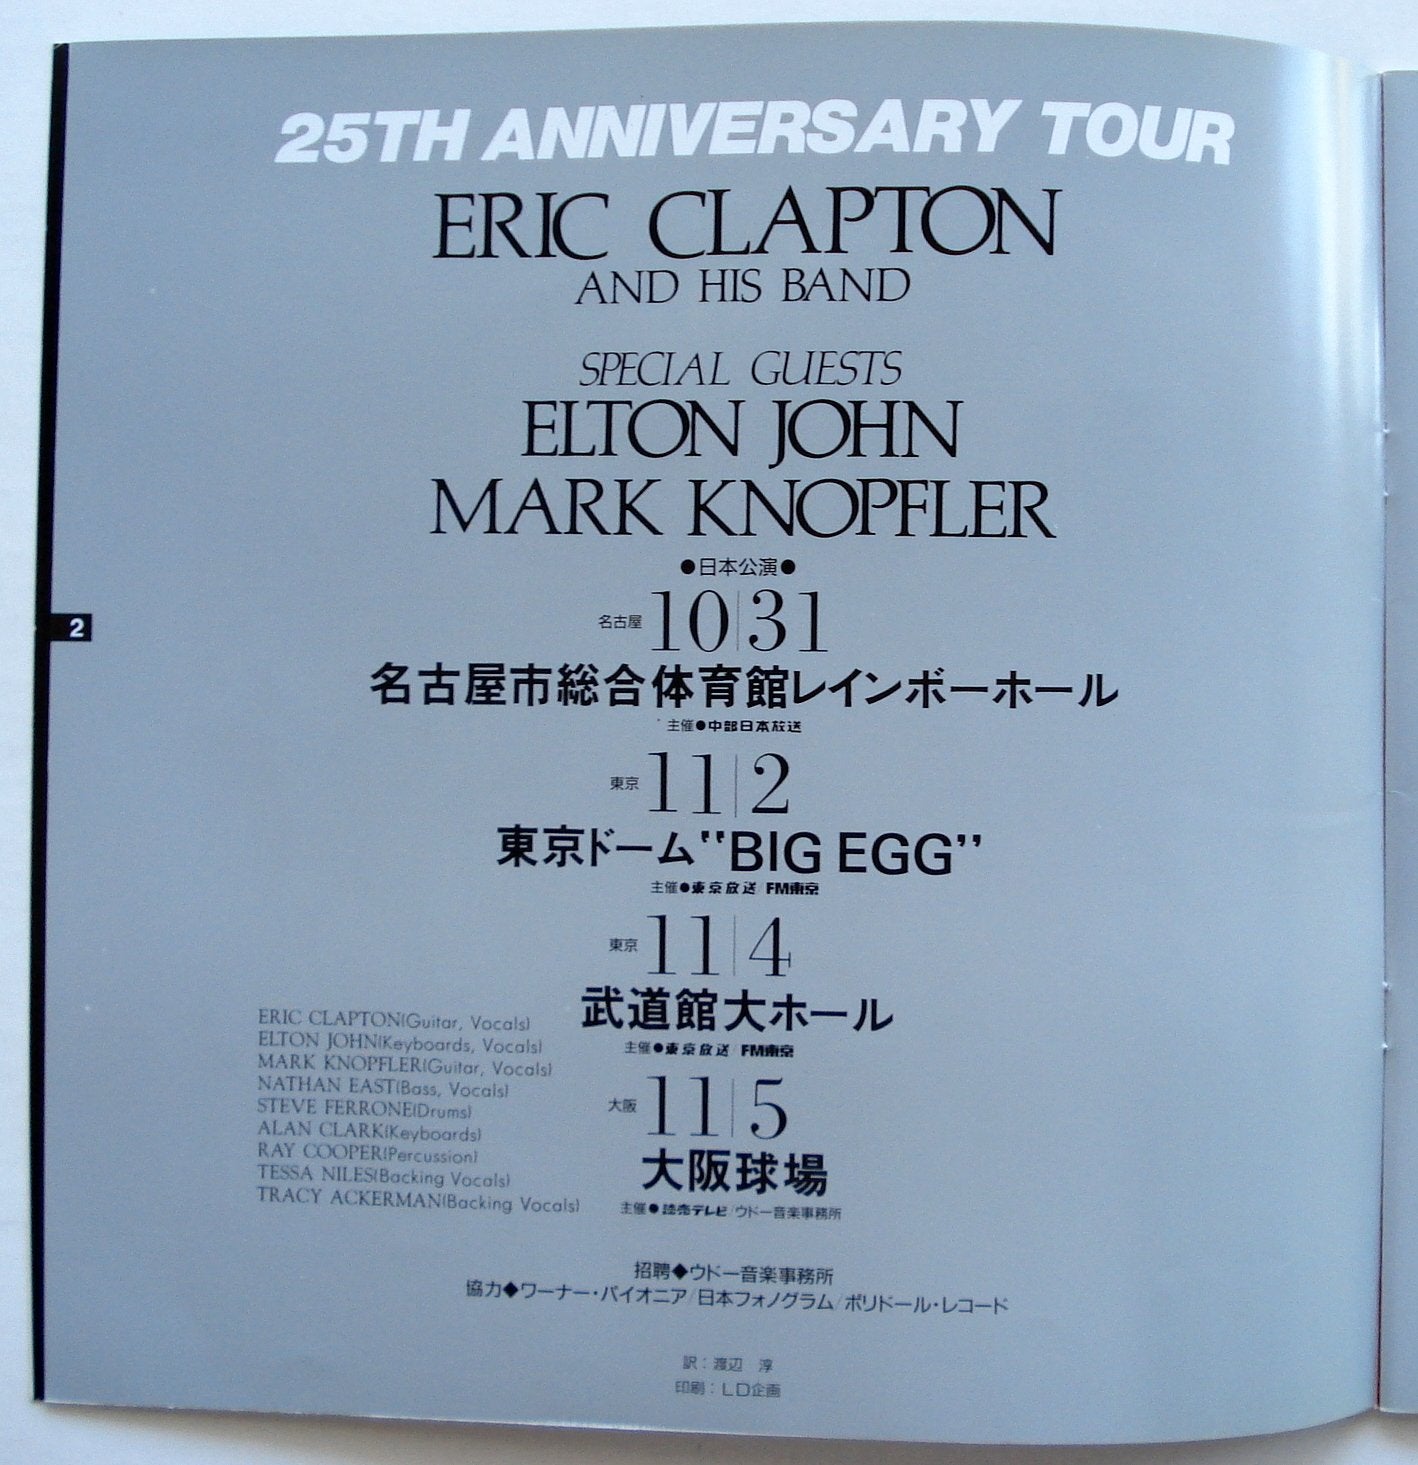 25TH ANNIVERSARY TOUR
ERIC CLAPTON
AND HIS BAND
SPECIAL GUESTS
ELTON JOHN
MARK KNOPFLER
●日本公演●
名古屋 10|31
名古屋市総合体育館レインボーホール
主催●中部日本放送
2
東京 11|2
東京ドーム"BIG EGG"
主催●東京放送/FM東京
東京 11|4
武道館大ホール
主催●東京放送/FM東京
大阪 11|5
大阪球場
主催●読売テレビ/ウドー音楽事務所
ERIC CLAPTON(Guitar, Vocals)
ELTON JOHN(Keyboards, Vocals)
MARK KNOPFLER(Guitar, Vocals)
NATHAN EAST(Bass, Vocals)
STEVE FERRONE(Drums)
ALAN CLARK(Keyboards)
RAY COOPER(Percussion)
TESSA NILES(Backing Vocals)
TRACY ACKERMAN(Backing Vocals)
招聘◆ウドー音楽事務所
協力◆ワーナー・パイオニア/日本フォノグラム/ポリドール・レコード
訳：渡辺 淳
印刷：LD企画